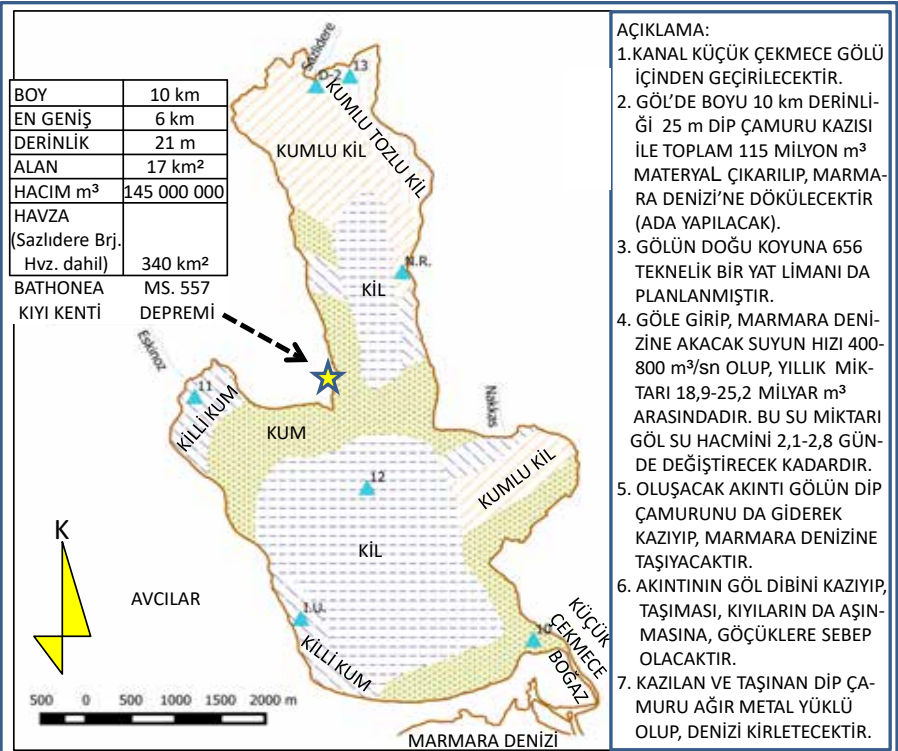 BOY 10 km
EN GENİŞ 6 km
DERİNLİK 21 m
ALAN 17 km²
HACIM m³ 145 000 000
HAVZA
(Sazlıdere Brj.
Hvz. dahil) 340 km²
BATHONEA MS. 557
KIYI KENTİ DEPREMİ
Sazlıdere
D-2
13
KUMLU TOZLU KİL
KUMLU KİL
N.R.
KİL
Eskinoz
11
KİLLİ KUM
KUM
Nakkas
12
KUMLU KİL
KİL
K
AVCILAR
I.U.
KİLLİ KUM
10
KÜÇÜK
ÇEKMECE
BOĞAZ
500 0 500 1000 1500 2000 m
MARMARA DENİZİ
AÇIKLAMA:
1.KANAL KÜÇÜK ÇEKMECE GÖLÜ
İÇİNDEN GEÇİRİLECEKTİR.
2. GÖL’DE BOYU 10 km DERİNLİ-
Ğİ 25 m DİP ÇAMURU KAZISI
İLE TOPLAM 115 MİLYON m³
MATERYAL ÇIKARILIP, MARMA-
RA DENİZİ’NE DÖKÜLECEKTİR
(ADA YAPILACAK).
3. GÖLÜN DOĞU KOYUNA 656
TEKNELİK BİR YAT LİMANI DA
PLANLANMIŞTIR.
4. GÖLE GİRİP, MARMARA DENİ-
ZİNE AKACAK SUYUN HIZI 400-
800 m³/sn OLUP, YILLIK MİK-
TARI 18,9-25,2 MİLYAR m³
ARASINDADIR. BU SU MİKTARI
GÖL SU HACMİNİ 2,1-2,8 GÜN-
DE DEĞİŞTİRECEK KADARDIR.
5. OLUŞACAK AKINTI GÖLÜN DİP
ÇAMURUNU DA GİDEREK
KAZIYIP, MARMARA DENİZİNE
TAŞIYACAKTIR.
6. AKINTININ GÖL DİBİNİ KAZIYIP,
TAŞIMASI, KIYILARIN DA AŞIN-
MASINA, GÖÇÜKLERE SEBEP
OLACAKTIR.
7. KAZILAN VE TAŞINAN DİP ÇA-
MURU AĞIR METAL YÜKLÜ
OLUP, DENİZİ KİRLETECEKTİR.